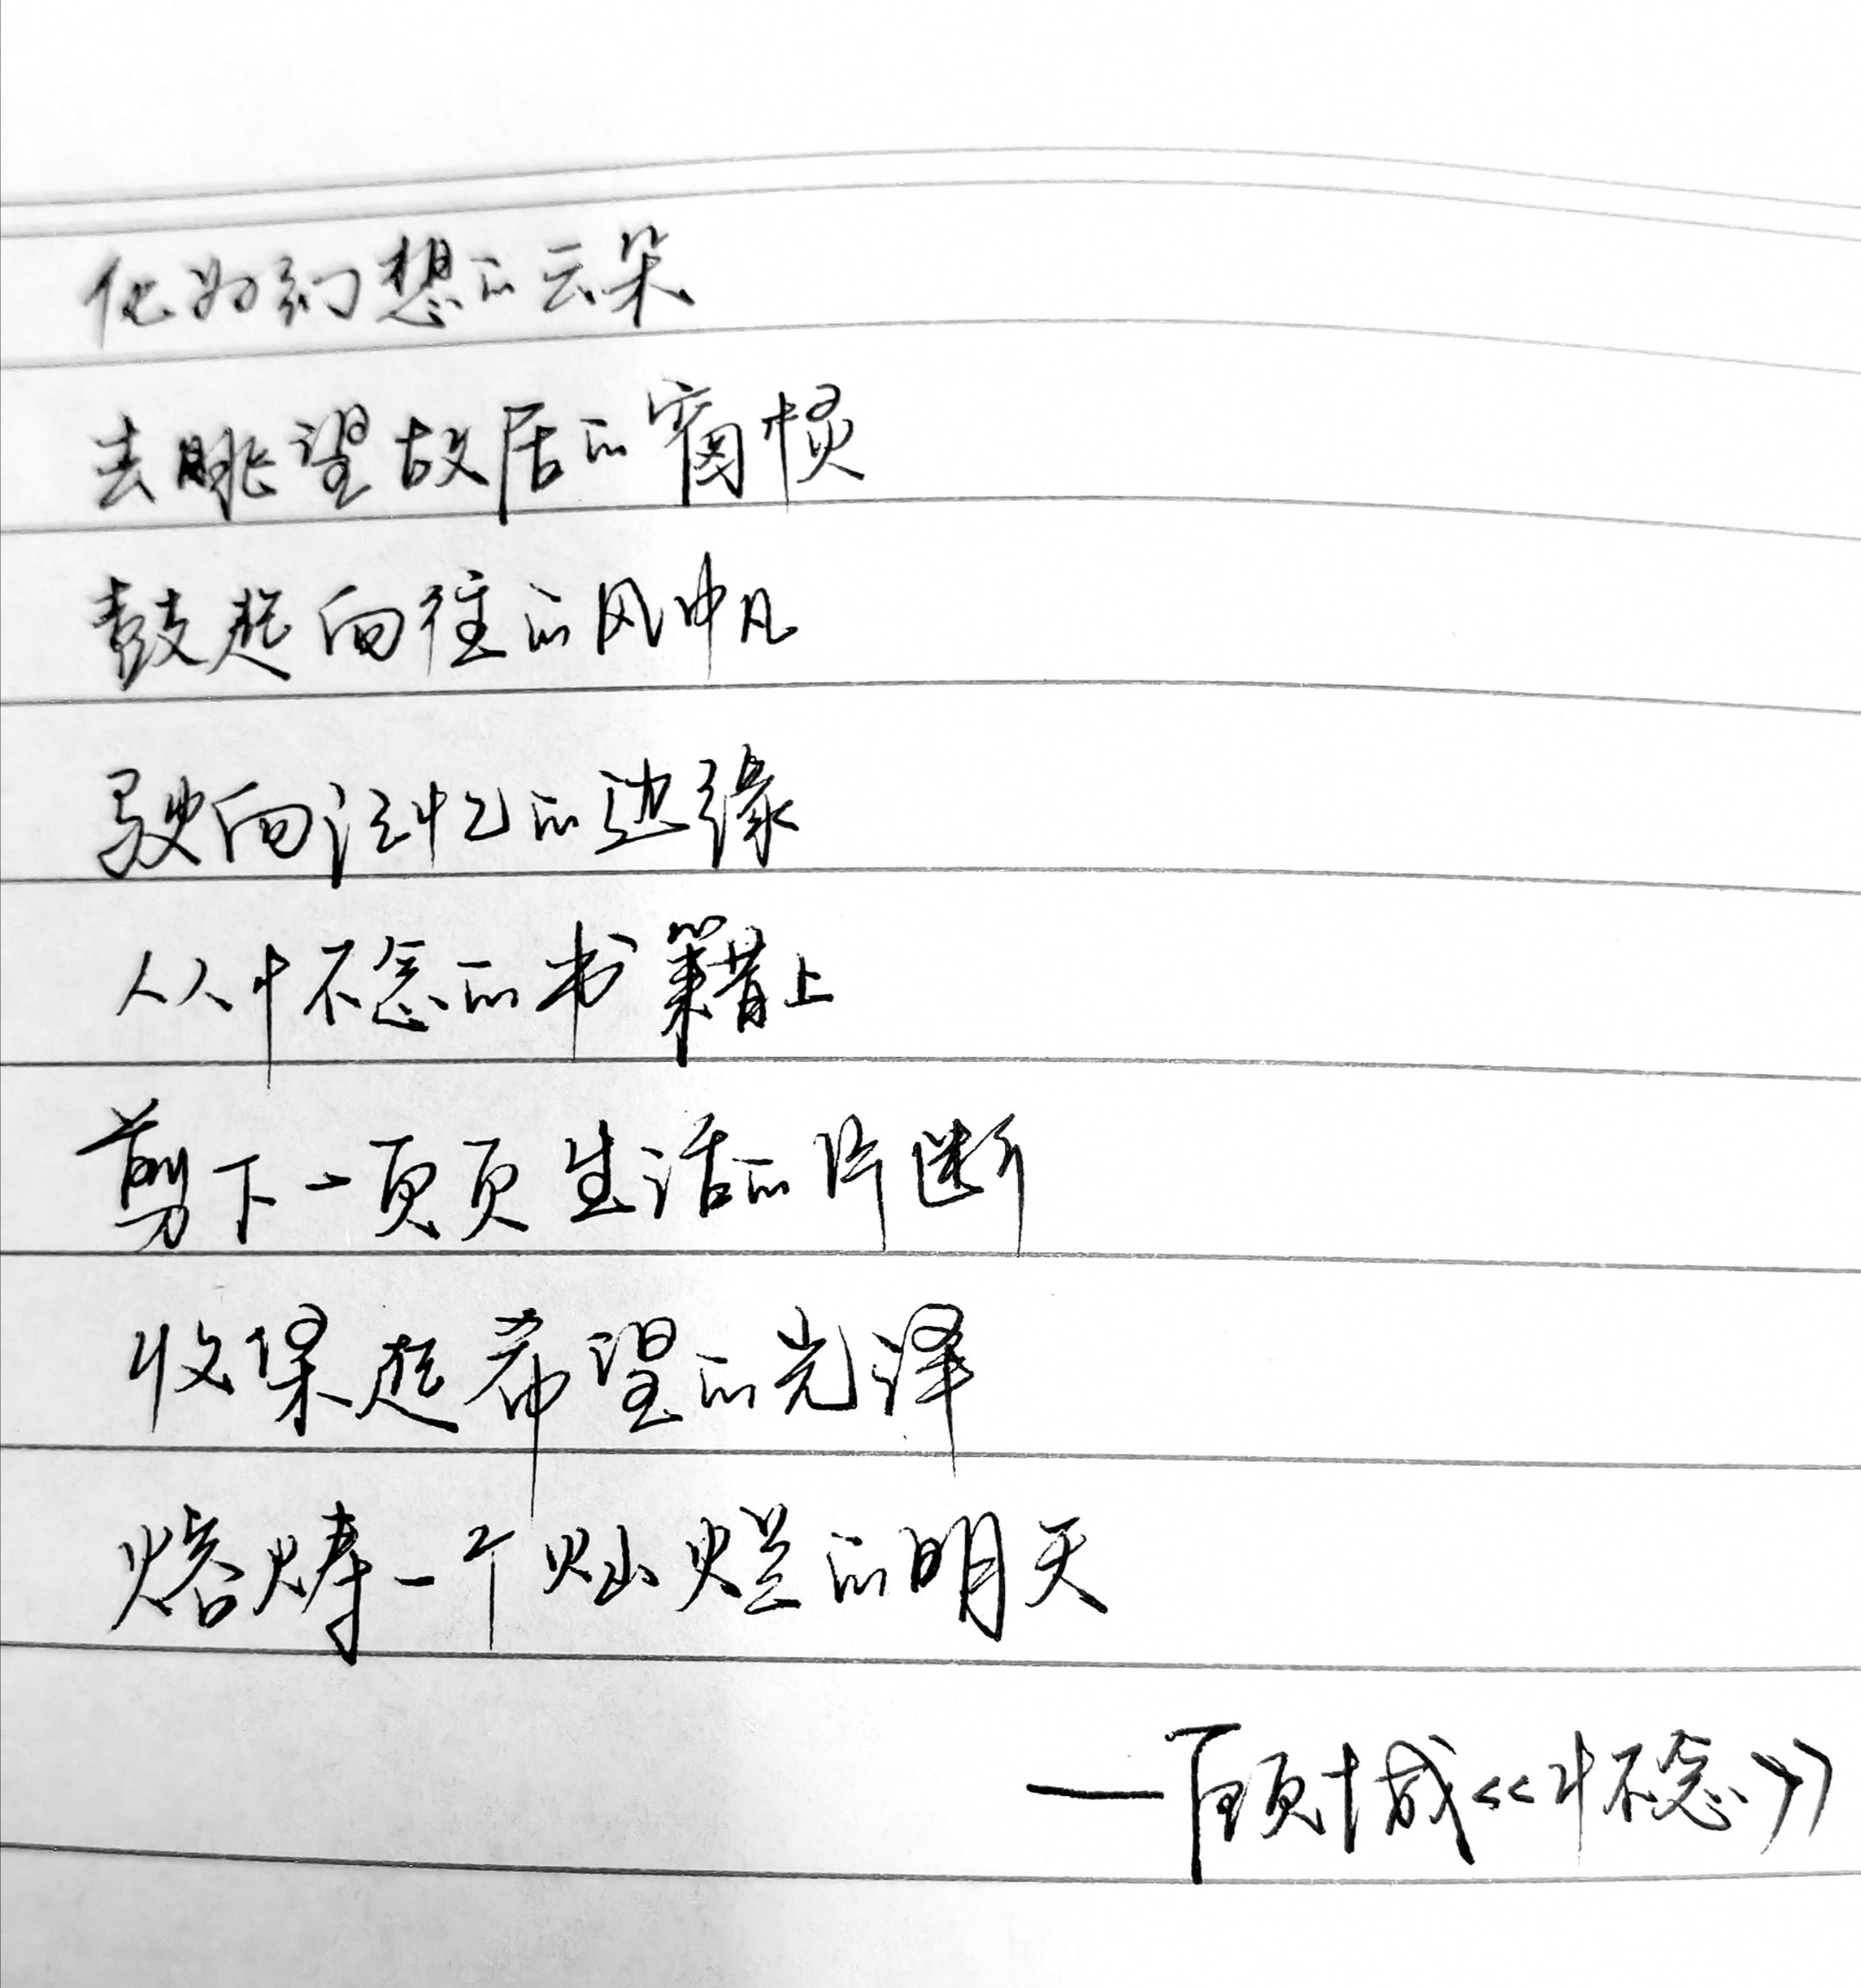 化为幻想的云朵
去眺望故居的窗棂
鼓起向往的风帆
驶向记忆的边缘
从怀念的书籍上
剪下一页页生活的片断
收集起希望的光泽
熔铸一个灿烂的明天
——顾城《怀念》